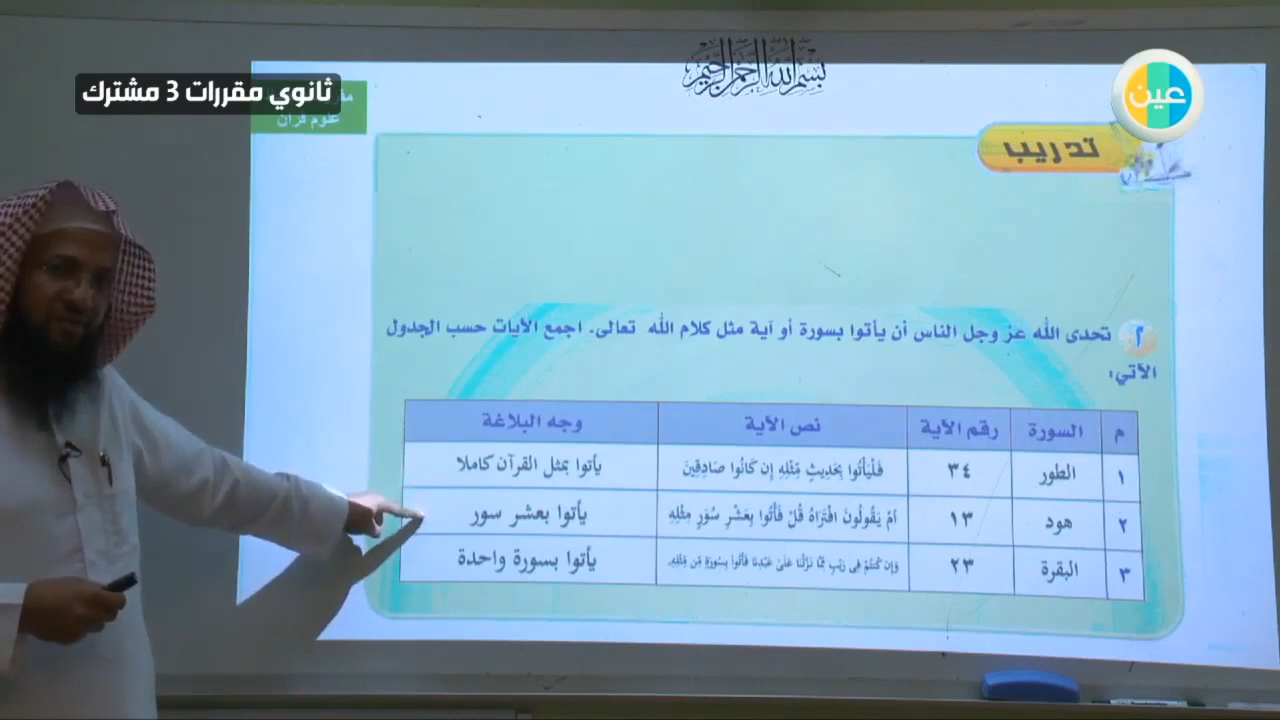 بسم الله الرحمن الرحيم
ثانوي مقررات 3 مشترك
عين
علوم قرآن
تدريب
٢ تحدى الله عز وجل الناس أن يأتوا بسورة أو آية مثل كلام الله تعالى. اجمع الآيات حسب الجدول
الآتي:
م السورة رقم الآية نص الآية وجه البلاغة
١ الطور ٣٤ فَلْيَأْتُوا بِحَدِيثٍ مِّثْلِهِ إِن كَانُوا صَادِقِينَ يأتوا بمثل القرآن كاملا
٢ هود ١٣ أَمْ يَقُولُونَ افْتَرَاهُ قُلْ فَأْتُوا بِعَشْرِ سُوَرٍ مِثْلِهِ يأتوا بعشر سور
٣ البقرة ٢٣ وَإِن كُنتُمْ فِي رَيْبٍ مِّمَّا نَزَّلْنَا عَلَىٰ عَبْدِنَا فَأْتُوا بِسُورَةٍ مِّن مِّثْلِهِ يأتوا بسورة واحدة